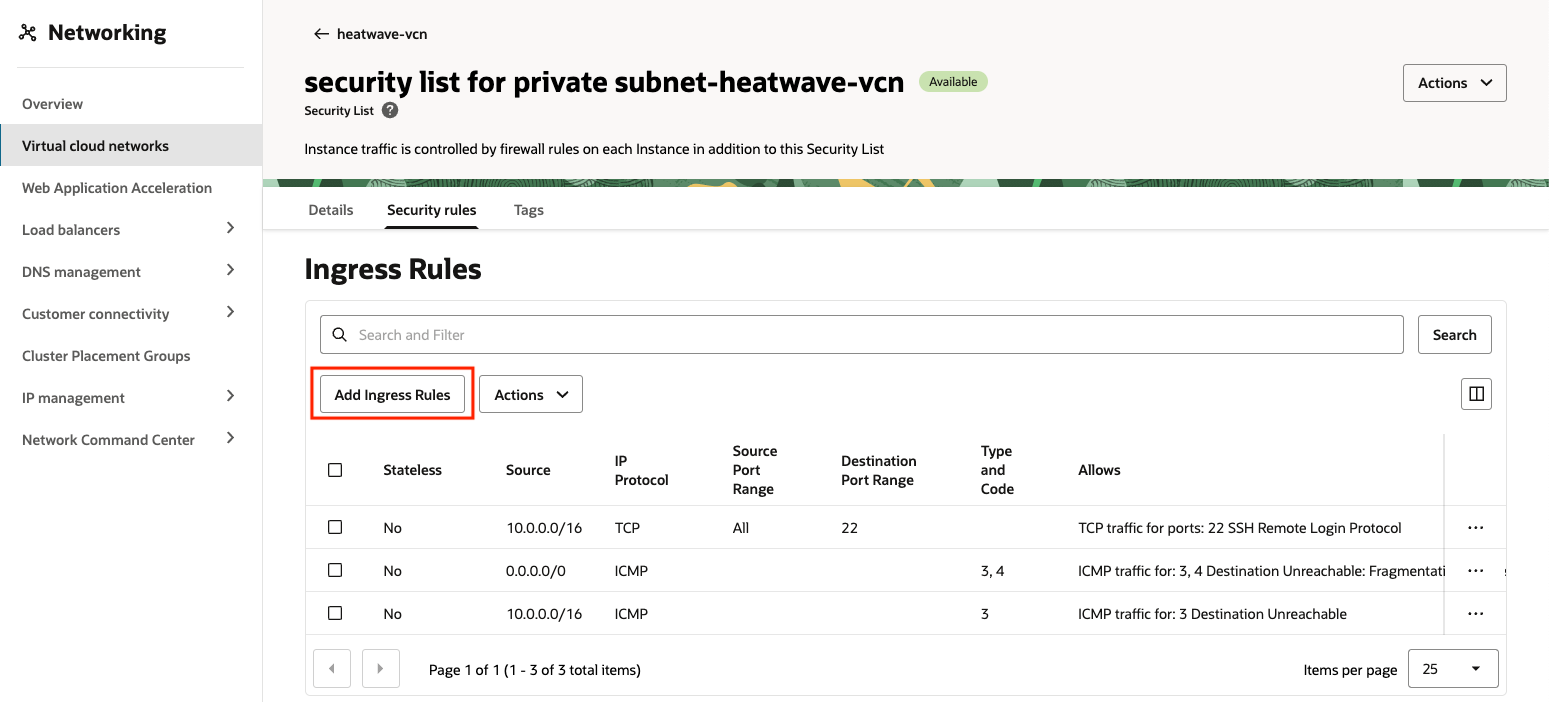 Networking
Overview
Virtual cloud networks
Web Application Acceleration
Load balancers
DNS management
Customer connectivity
Cluster Placement Groups
IP management
Network Command Center
← heatwave-vcn
security list for private subnet-heatwave-vcn Available
Actions
Security List ?
Instance traffic is controlled by firewall rules on each Instance in addition to this Security List
Details Security rules Tags
Ingress Rules
Search and Filter Search
Add Ingress Rules Actions
Stateless Source IP Protocol Source Port Range Destination Port Range Type and Code Allows
No 10.0.0.0/16 TCP All 22 TCP traffic for ports: 22 SSH Remote Login Protocol ...
No 0.0.0.0/0 ICMP 3, 4 ICMP traffic for: 3, 4 Destination Unreachable: Fragmentati ...
No 10.0.0.0/16 ICMP 3 ICMP traffic for: 3 Destination Unreachable ...
Page 1 of 1 (1 - 3 of 3 total items) Items per page 25